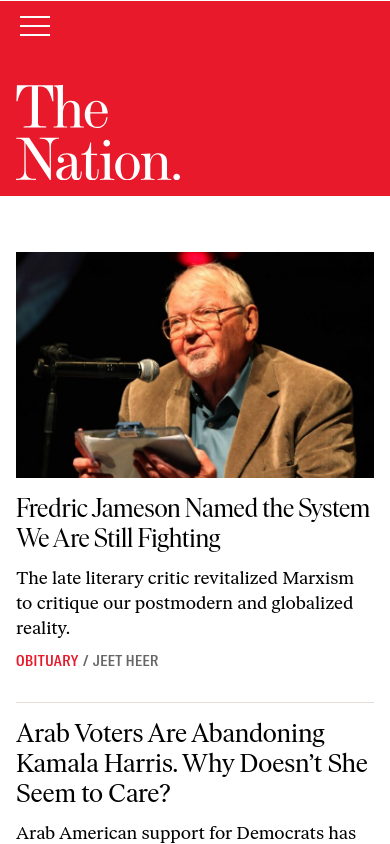 The
Nation.
Fredric Jameson Named the System
We Are Still Fighting
The late literary critic revitalized Marxism
to critique our postmodern and globalized
reality.
OBITUARY / JEET HEER
Arab Voters Are Abandoning
Kamala Harris. Why Doesn’t She
Seem to Care?
Arab American support for Democrats has